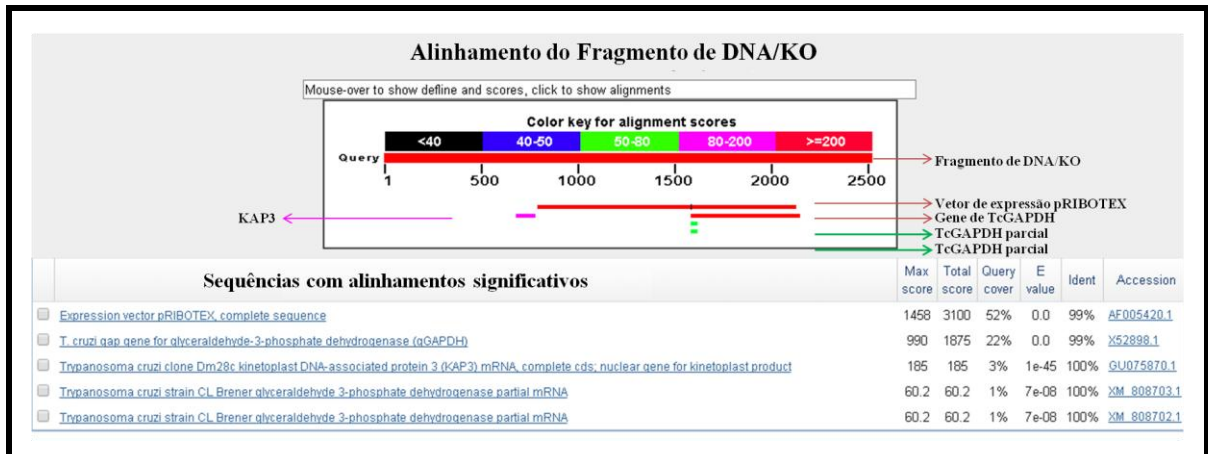 Alinhamento do Fragmento de DNA/KO
Mouse-over to show defline and scores, click to show alignments
Color key for alignment scores
<40 40-50 50-80 80-200 >=200
Query
Fragmento de DNA/KO
1 500 1000 1500 2000 2500
Vetor de expressão pRIBOTEX
KAP3
Gene de TcGAPDH
TcGAPDH parcial
TcGAPDH parcial
Sequências com alinhamentos significativos Max score Total score Query cover E value Ident Accession
Expression vector pRIBOTEX, complete sequence 1458 3100 52% 0.0 99% AF005420.1
T. cruzi gap gene for glyceraldehyde-3-phosphate dehydrogenase (gGAPDH) 990 1875 22% 0.0 99% X52898.1
Trypanosoma cruzi clone Dm28c kinetoplast DNA-associated protein 3 (KAP3) mRNA, complete cds; nuclear gene for kinetoplast product 185 185 3% 1e-45 100% GU075870.1
Trypanosoma cruzi strain CL Brener glyceraldehyde 3-phosphate dehydrogenase partial mRNA 60.2 60.2 1% 7e-08 100% XM_808703.1
Trypanosoma cruzi strain CL Brener glyceraldehyde 3-phosphate dehydrogenase partial mRNA 60.2 60.2 1% 7e-08 100% XM_808702.1